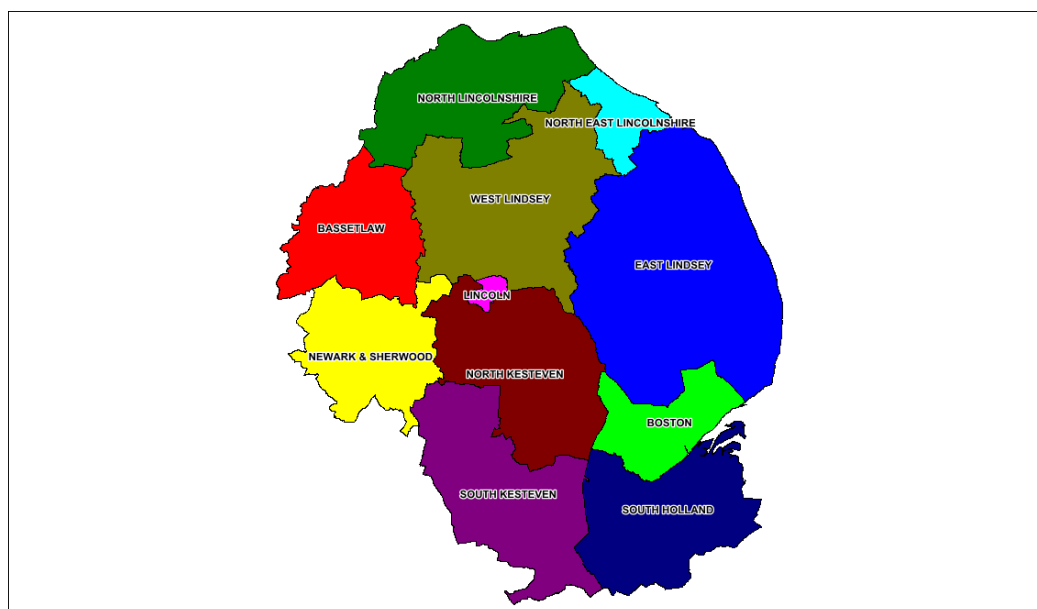 NORTH LINCOLNSHIRE
NORTH EAST LINCOLNSHIRE
WEST LINDSEY
BASSETLAW
EAST LINDSEY
LINCOLN
NEWARK & SHERWOOD
NORTH KESTEVEN
BOSTON
SOUTH KESTEVEN
SOUTH HOLLAND